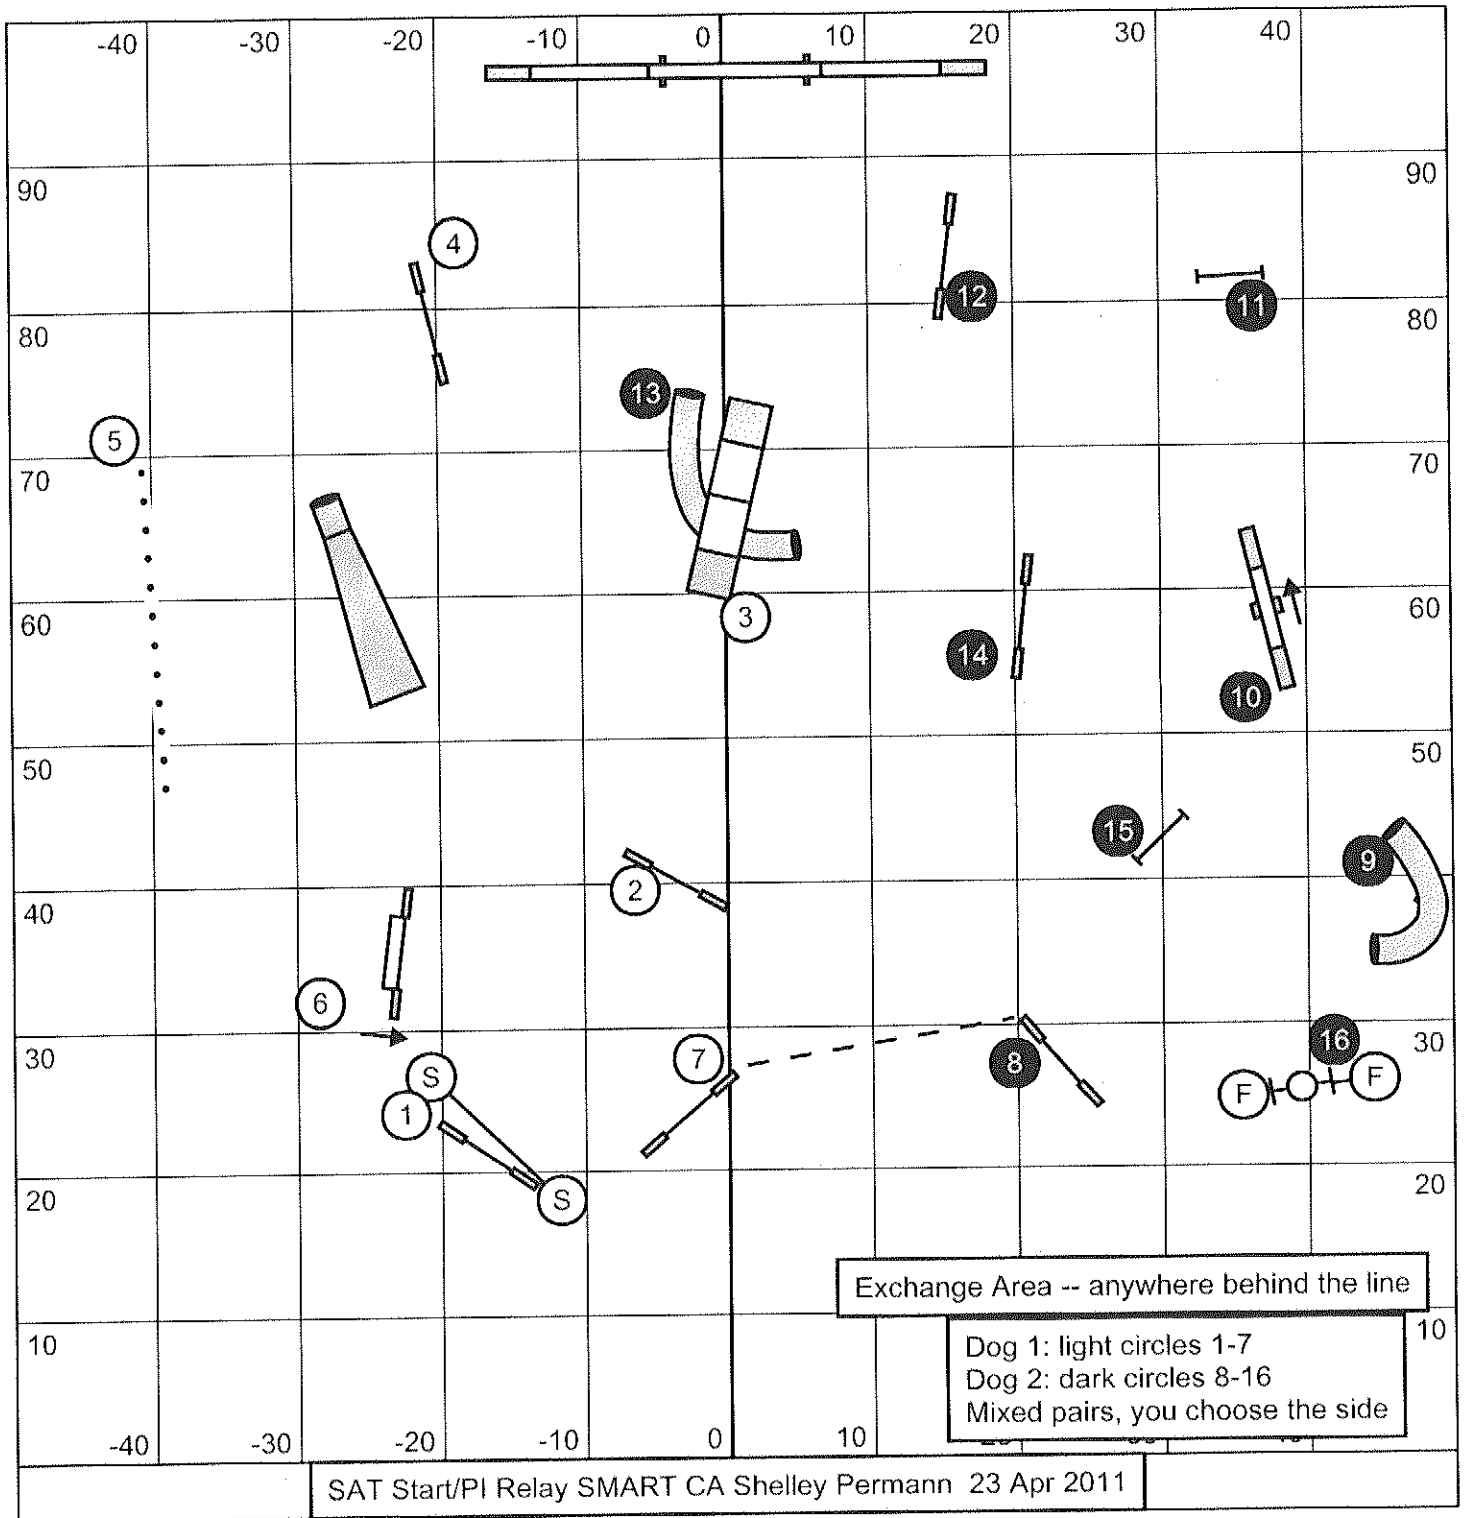 -40 -30 -20 -10 0 10 20 30 40
90 90
4
12 11
80 80
13
5
70 70
3
60 60
14
10
50 50
15
9
2
40 40
6
7 8 16
30 30
S F F
1
S
20 20
Exchange Area -- anywhere behind the line
10 10
Dog 1: light circles 1-7
Dog 2: dark circles 8-16
Mixed pairs, you choose the side
-40 -30 -20 -10 0 10
SAT Start/PI Relay SMART CA Shelley Permann 23 Apr 2011